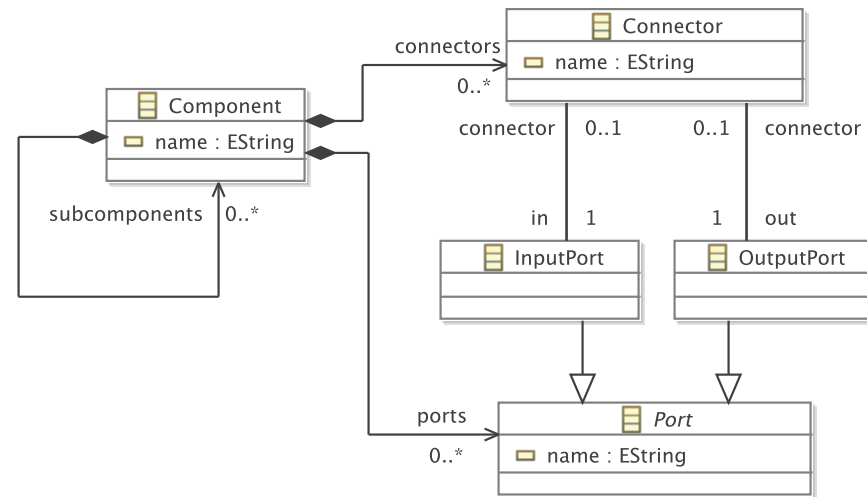 Connector
name : EString
connectors
0..*
Component
name : EString
connector
0..1
0..1
connector
subcomponents
0..*
in
1
1
out
InputPort
OutputPort
ports
0..*
Port
name : EString